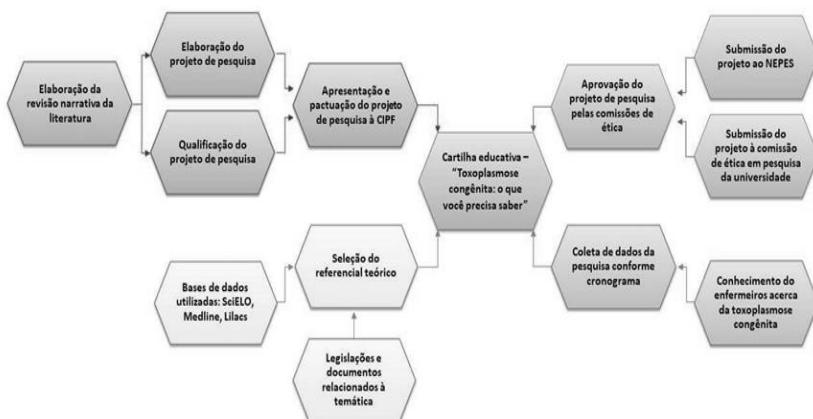 Elaboração da
revisão narrativa da
literatura
Elaboração do
projeto de pesquisa
Qualificação do
projeto de pesquisa
Apresentação e
pactuação do projeto
de pesquisa à CIPF
Cartilha educativa –
"Toxoplasmose
congênita: o que
você precisa saber"
Aprovação do
projeto de pesquisa
pelas comissões de
ética
Submissão do
projeto ao NEPES
Submissão do
projeto à comissão
de ética em pesquisa
da universidade
Bases de dados
utilizadas: SciELO,
Medline, Lilacs
Seleção do
referencial teórico
Legislações e
documentos
relacionados à
temática
Coleta de dados da
pesquisa conforme
cronograma
Conhecimento do
enfermeiros acerca
da toxoplasmose
congênita